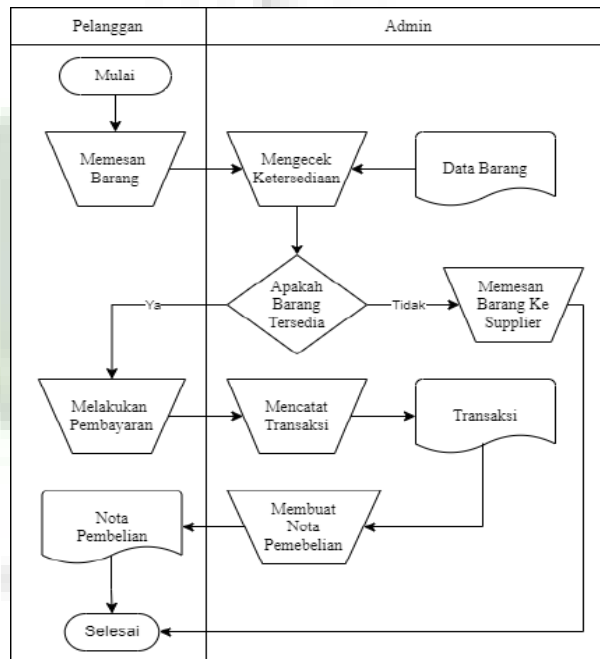 Pelanggan
Admin
Mulai
Memesan
Barang
Mengecek
Ketersediaan
Data Barang
Apakah
Barang
Tersedia
Ya
Tidak
Memesan
Barang Ke
Supplier
Melakukan
Pembayaran
Mencatat
Transaksi
Transaksi
Membuat
Nota
Pemebelian
Nota
Pembelian
Selesai